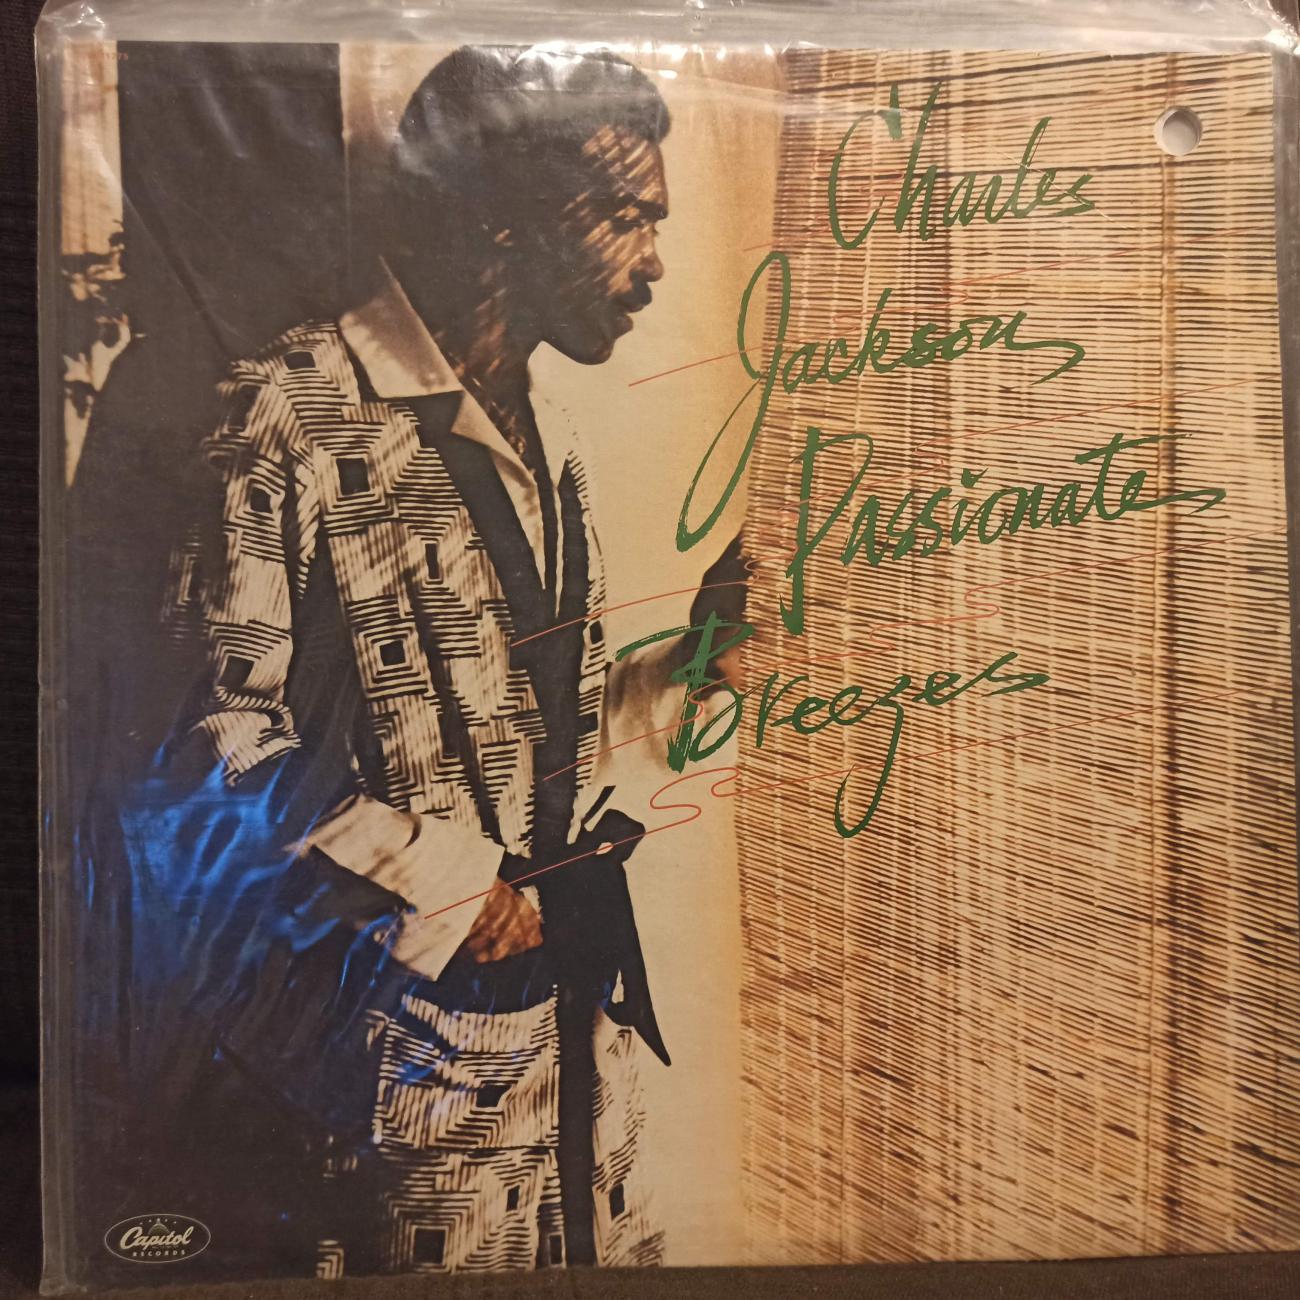 Charles
Jackson
Passionate
Breezes
Capitol
RECORDS